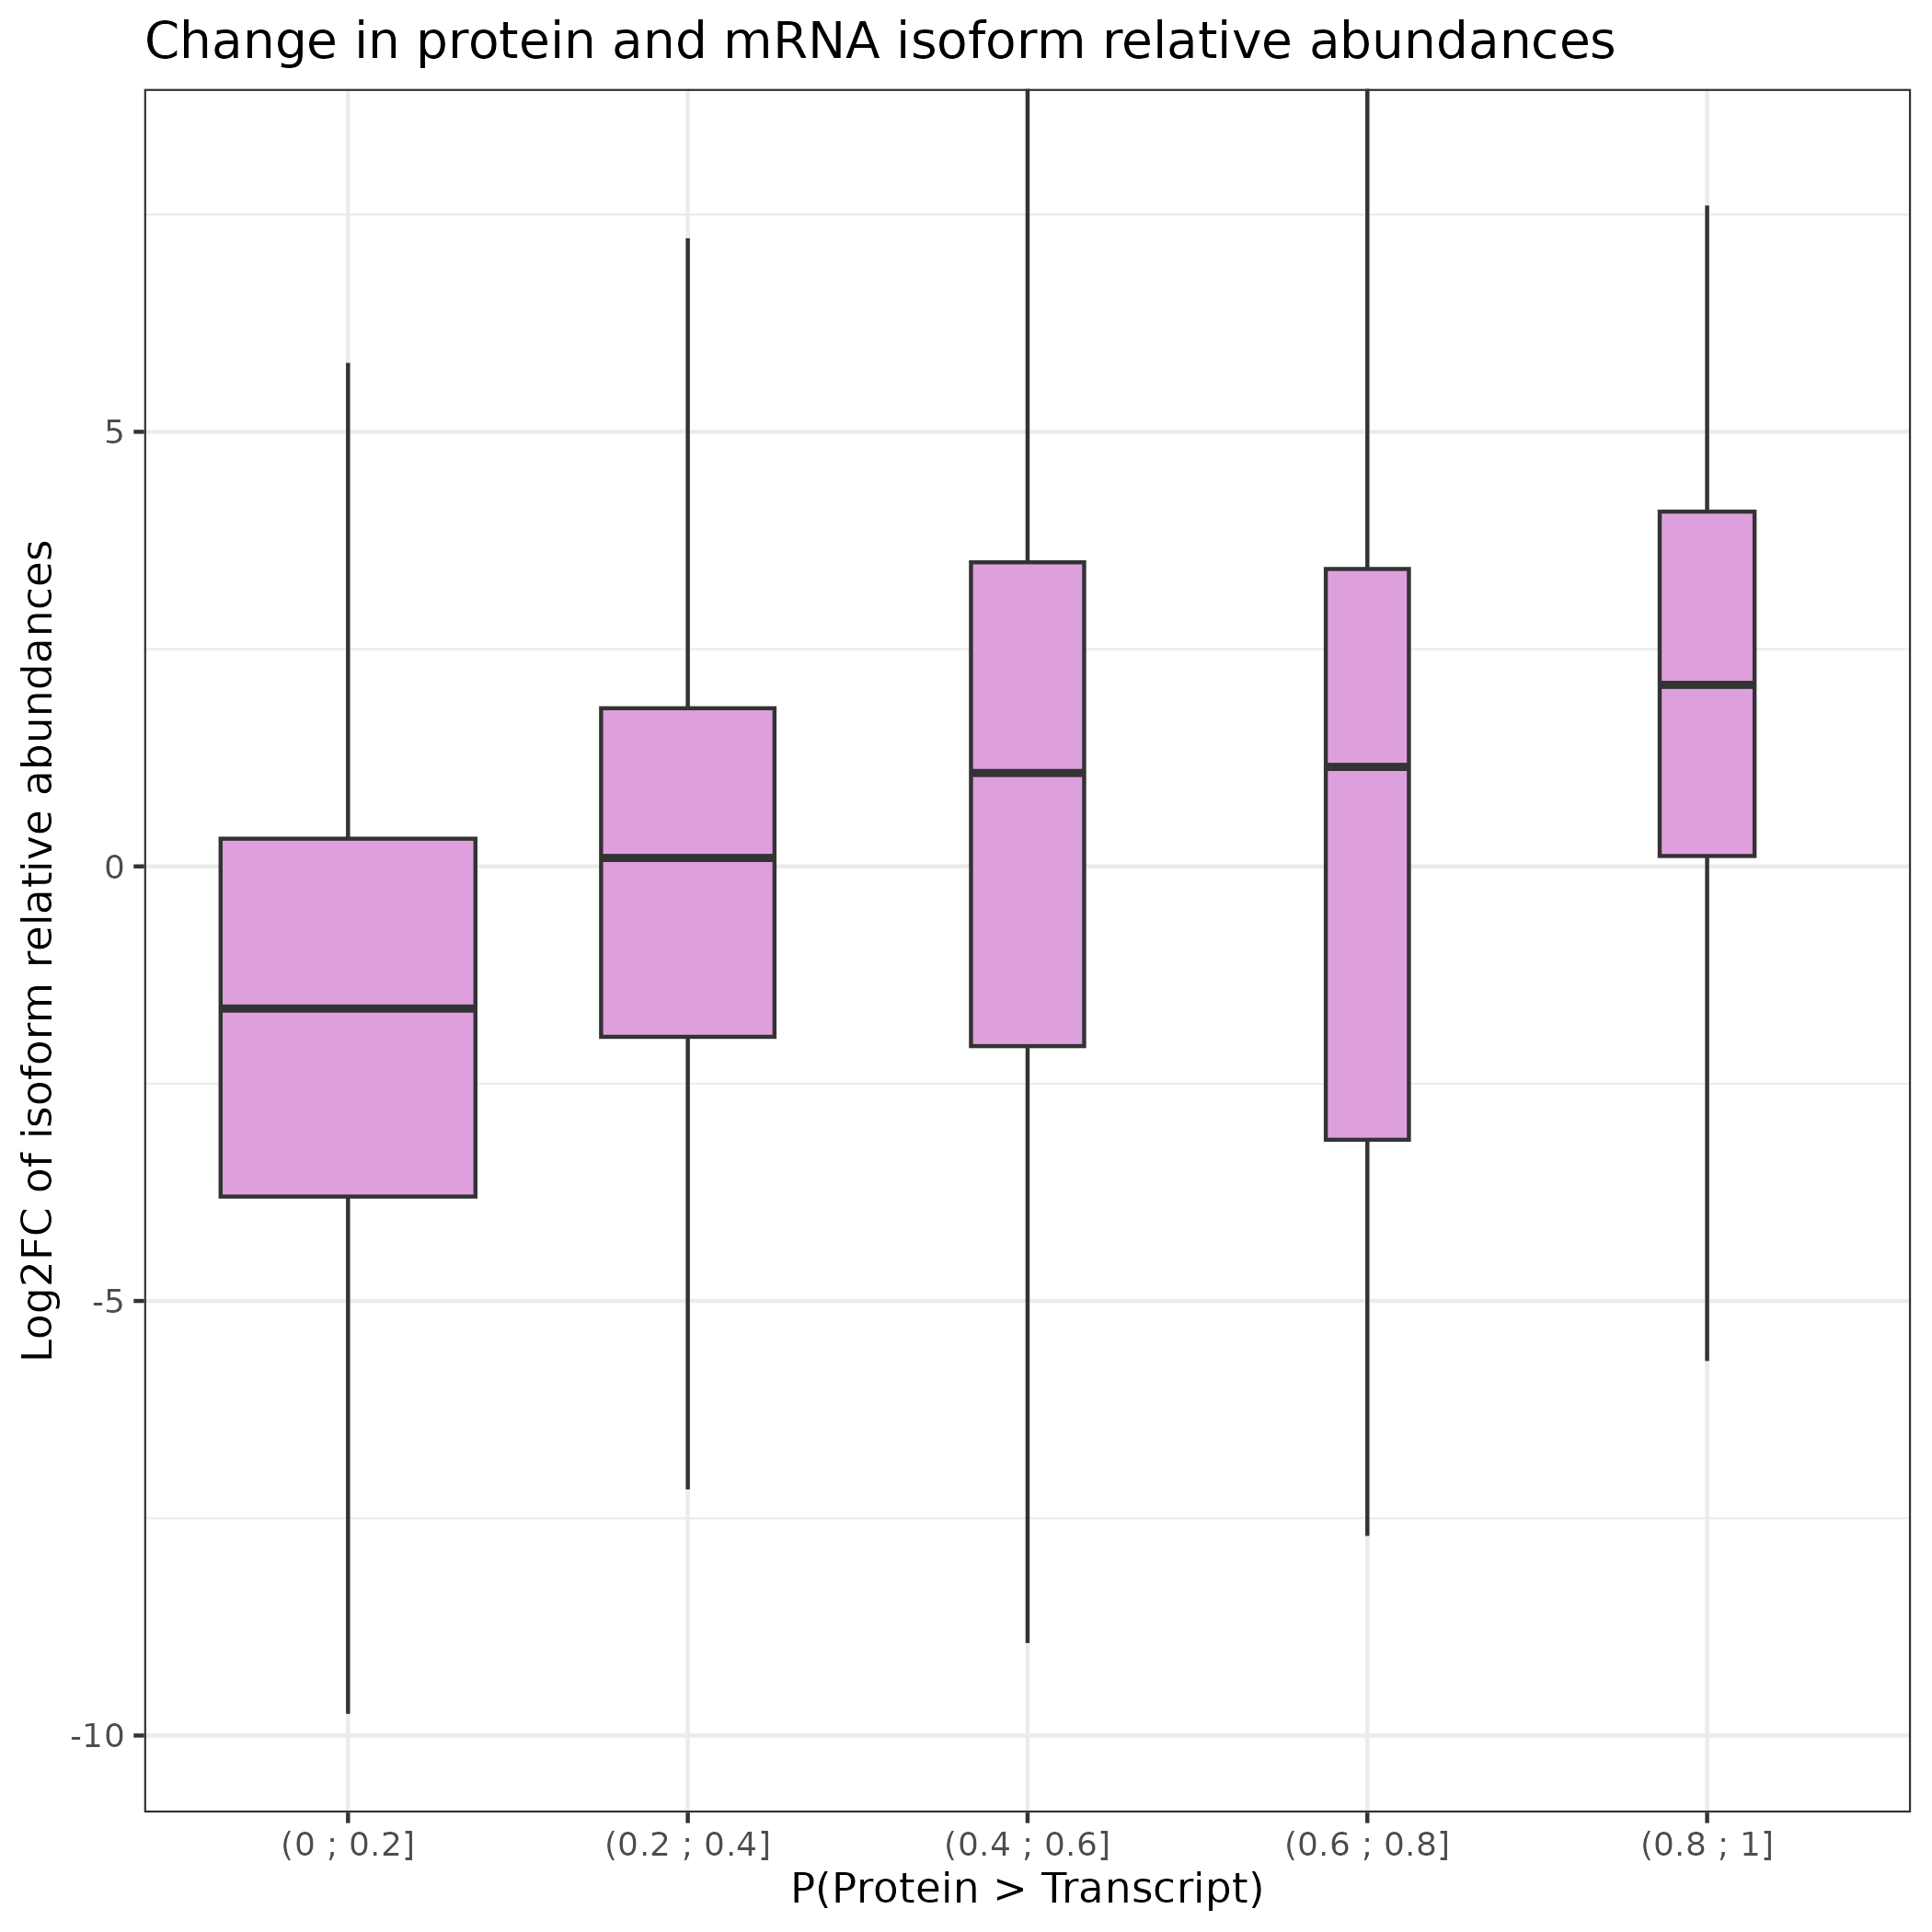 Change in protein and mRNA isoform relative abundances
Log2FC of isoform relative abundances
5
0
-5
-10
(0 ; 0.2]
(0.2 ; 0.4]
(0.4 ; 0.6]
(0.6 ; 0.8]
(0.8 ; 1]
P(Protein > Transcript)